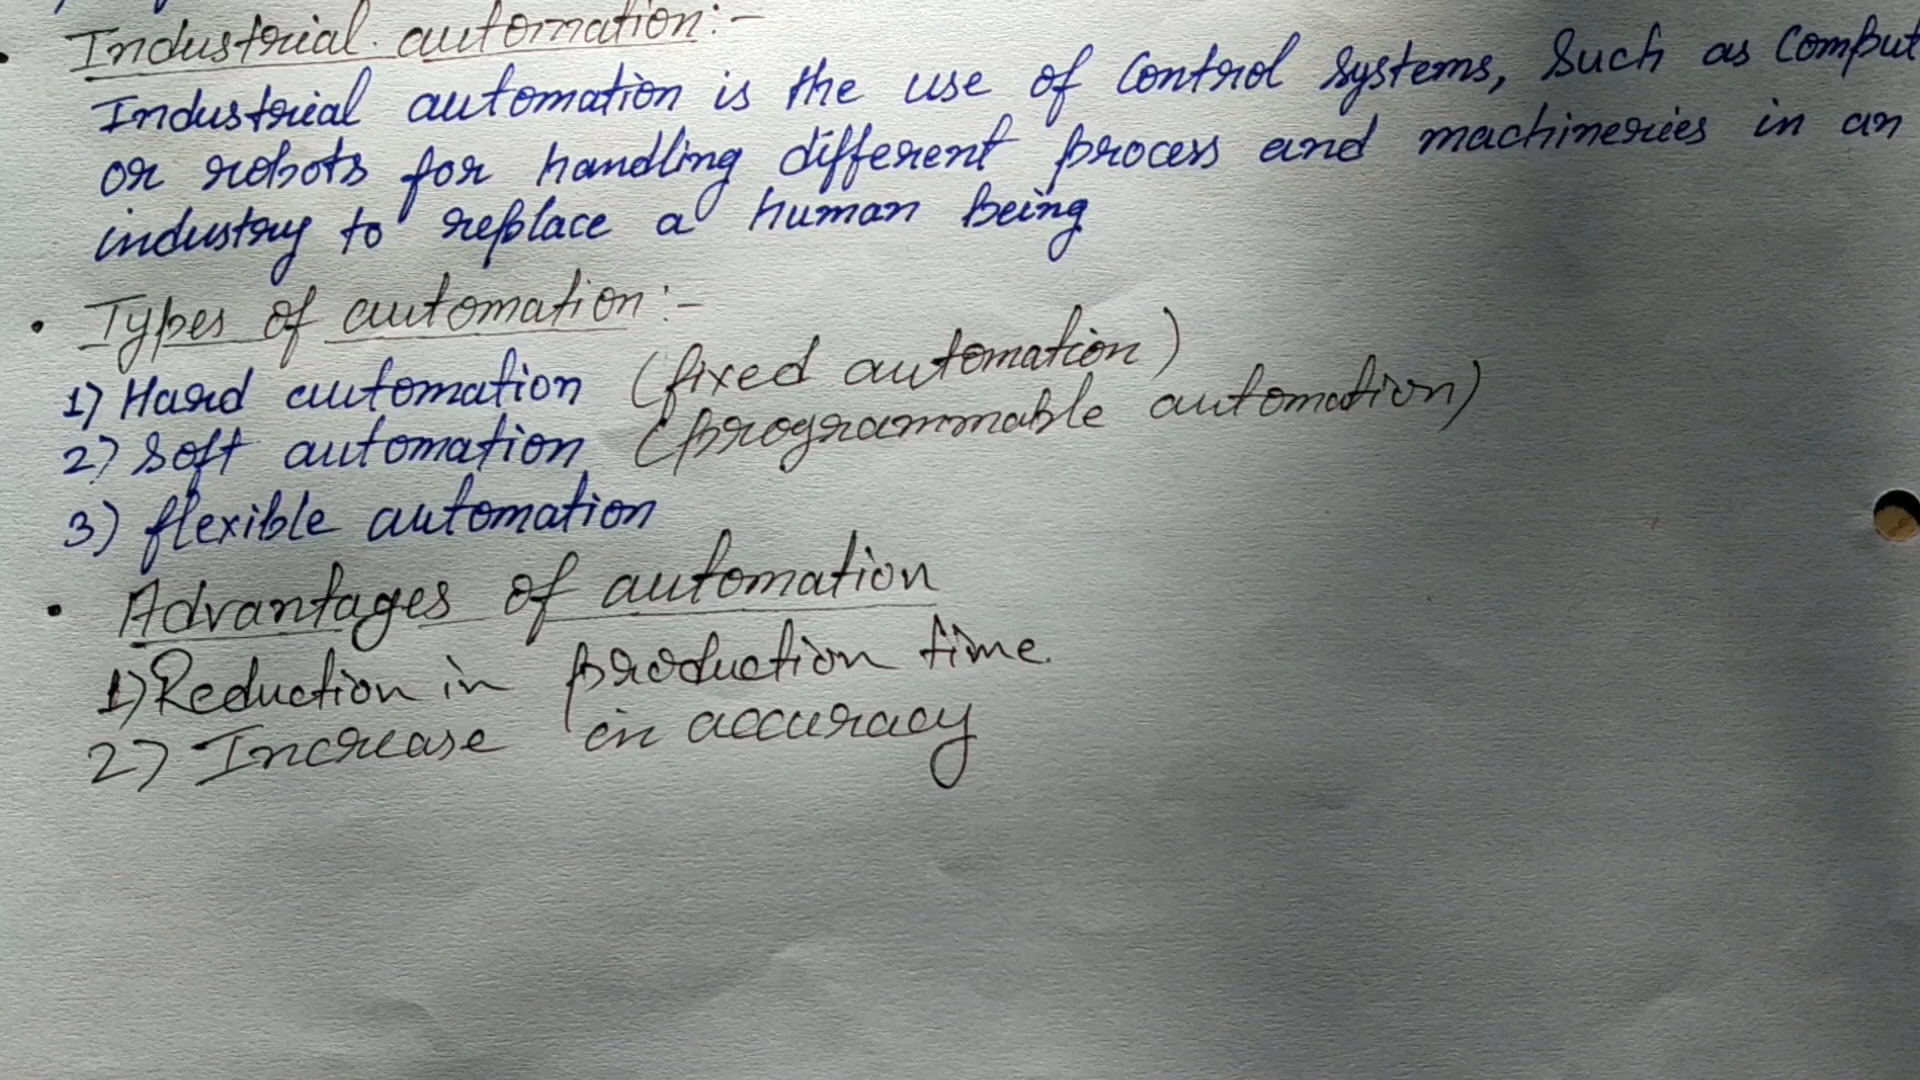 Industrial automation:-
Industrial automation is the use of Control Systems, Such as Comput
or robots for handling different process and machineries in an
industry to replace a human being
• Types of automation:-
1) Hard automation (fixed automation)
2) Soft automation (programmable automation)
3) flexible automation
• Advantages of automation
1) Reduction in production time.
2) Increase in accuracy